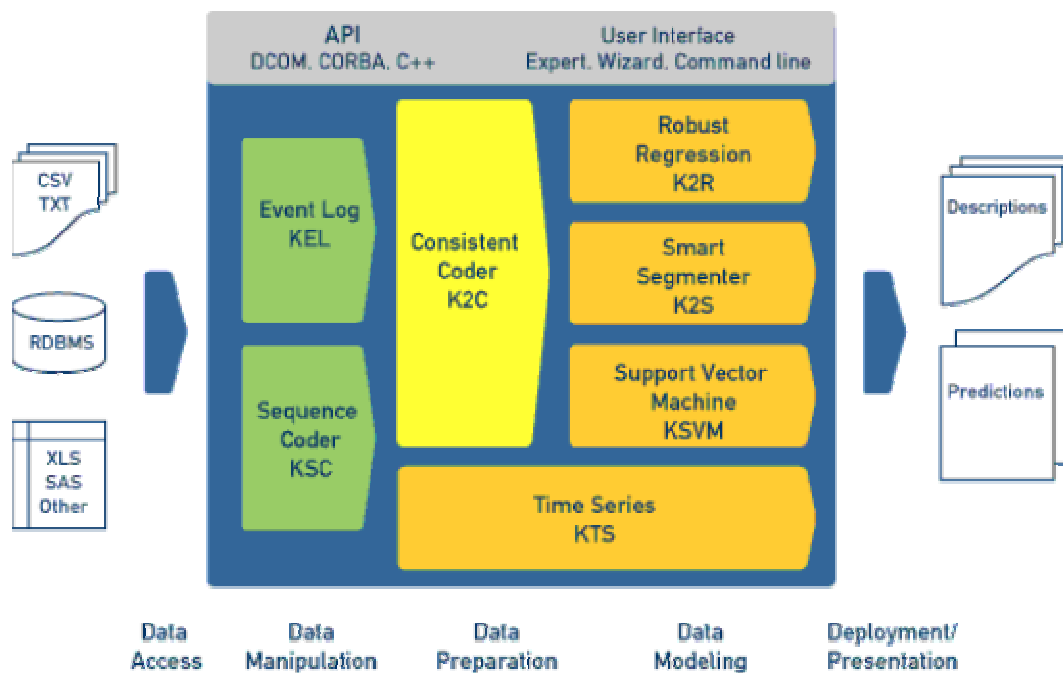 API
DCOM, CORBA, C++
User Interface
Expert, Wizard, Command line
CSV
TXT
RDBMS
XLS
SAS
Other
Event Log
KEL
Sequence
Coder
KSC
Consistent
Coder
K2C
Robust
Regression
K2R
Smart
Segmenter
K2S
Support Vector
Machine
KSVM
Time Series
KTS
Descriptions
Predictions
Data
Access
Data
Manipulation
Data
Preparation
Data
Modeling
Deployment/
Presentation